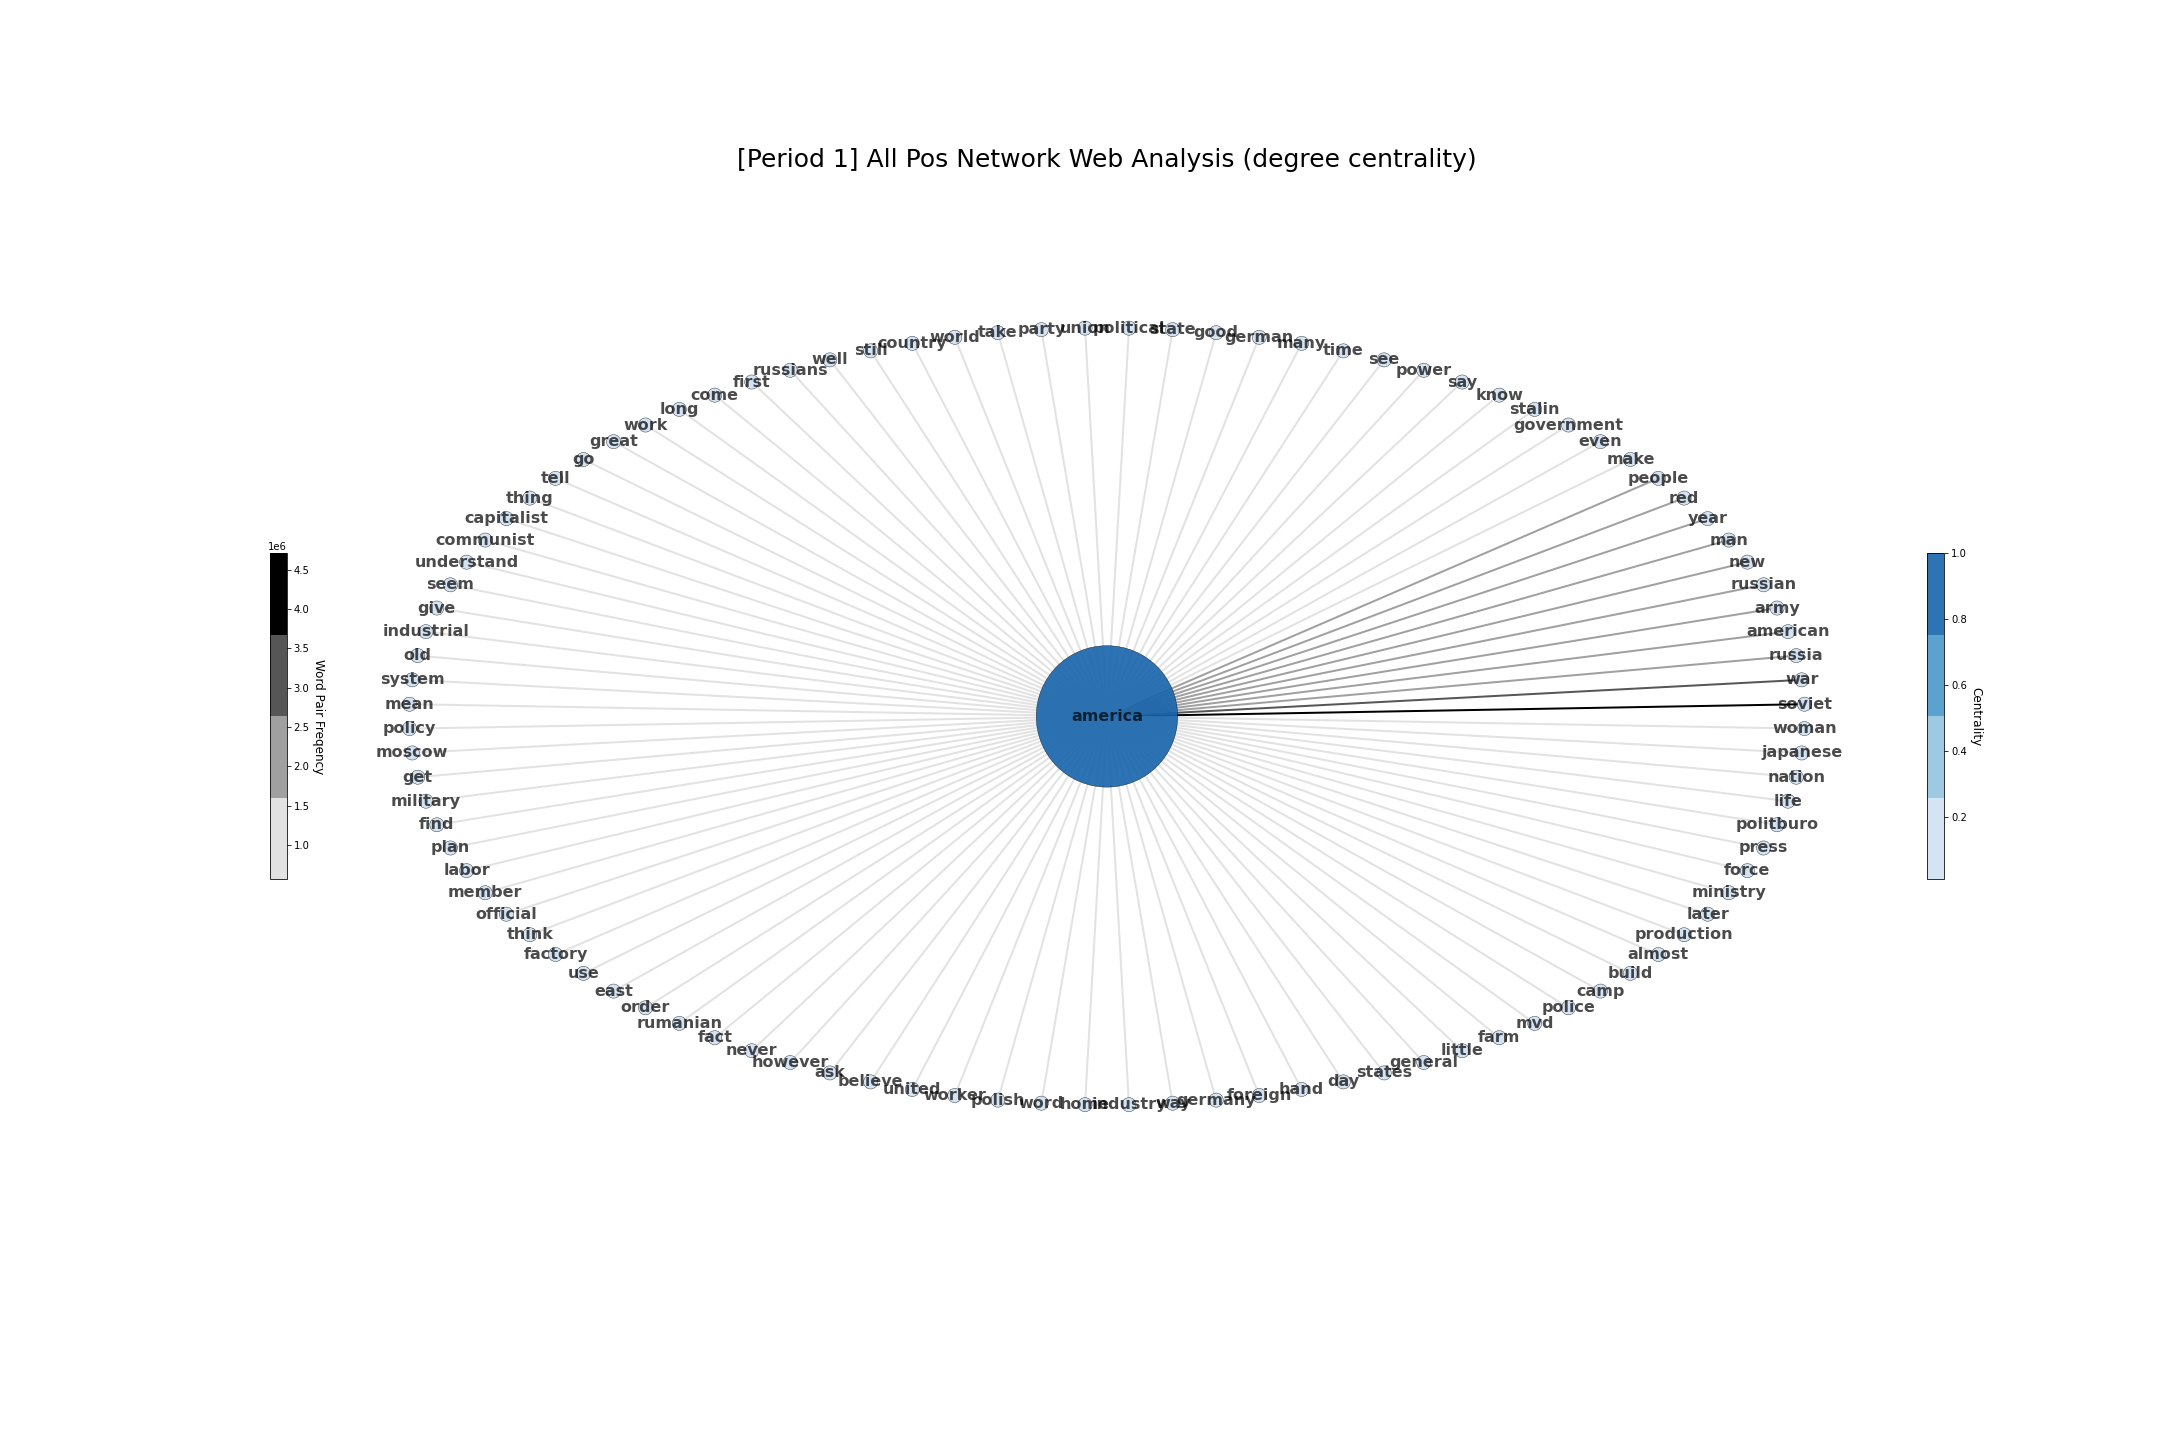 [Period 1] All Pos Network Web Analysis (degree centrality)
union
political
party
state
take
good
world
german
country
many
still
time
well
see
russians
power
first
say
come
know
long
stalin
work
government
great
even
go
make
tell
people
thing
red
capitalist
year
communist
man
understand
new
seem
russian
give
army
industrial
american
old
russia
system
war
mean
soviet
america
policy
woman
moscow
japanese
get
nation
military
life
find
politburo
plan
press
labor
force
member
ministry
official
later
think
production
factory
almost
use
build
east
camp
order
police
rumanian
mvd
fact
farm
never
little
however
general
ask
states
believe
day
united
hand
worker
foreign
polish
germany
word
way
home
industry
1e6
4.5
4.0
3.5
3.0
2.5
2.0
1.5
1.0
Word Pair Freqency
1.0
0.8
0.6
0.4
0.2
Centrality